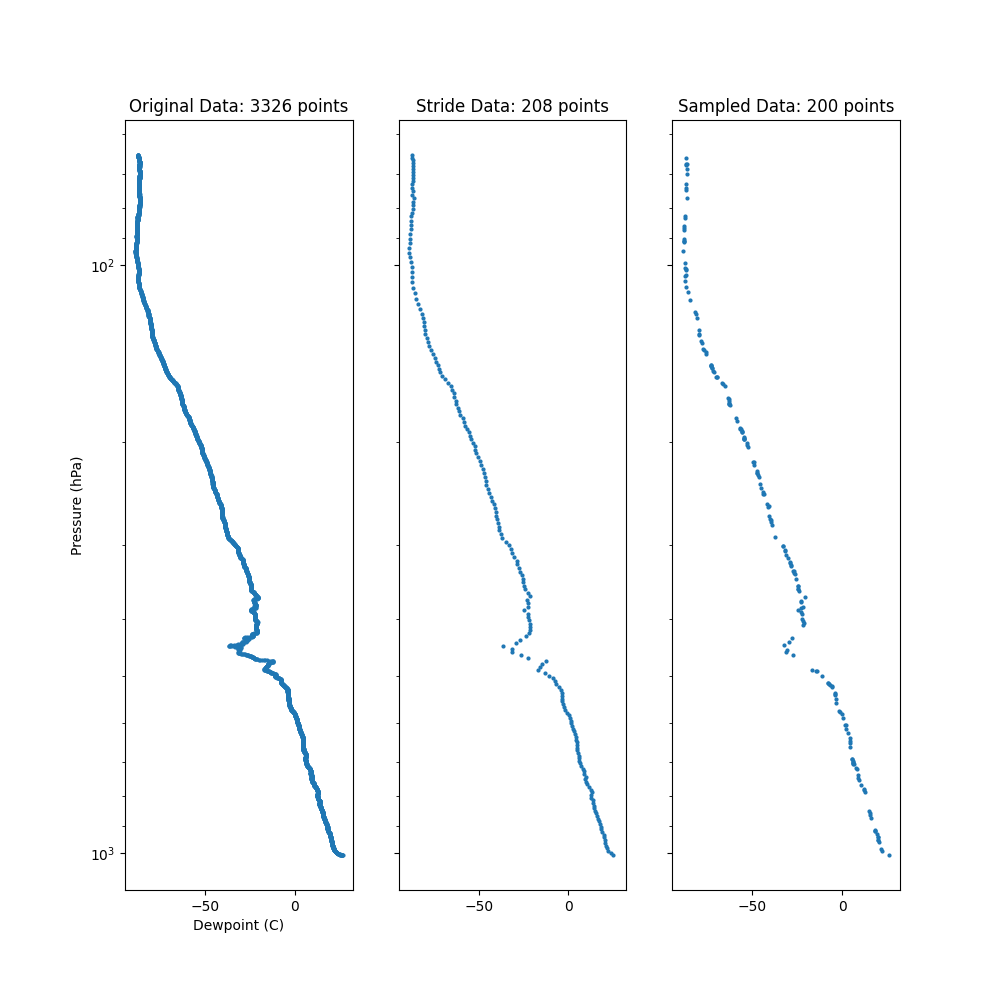 Original Data: 3326 points
Stride Data: 208 points
Sampled Data: 200 points
10²
10³
Pressure (hPa)
−50 0
−50 0
−50 0
Dewpoint (C)